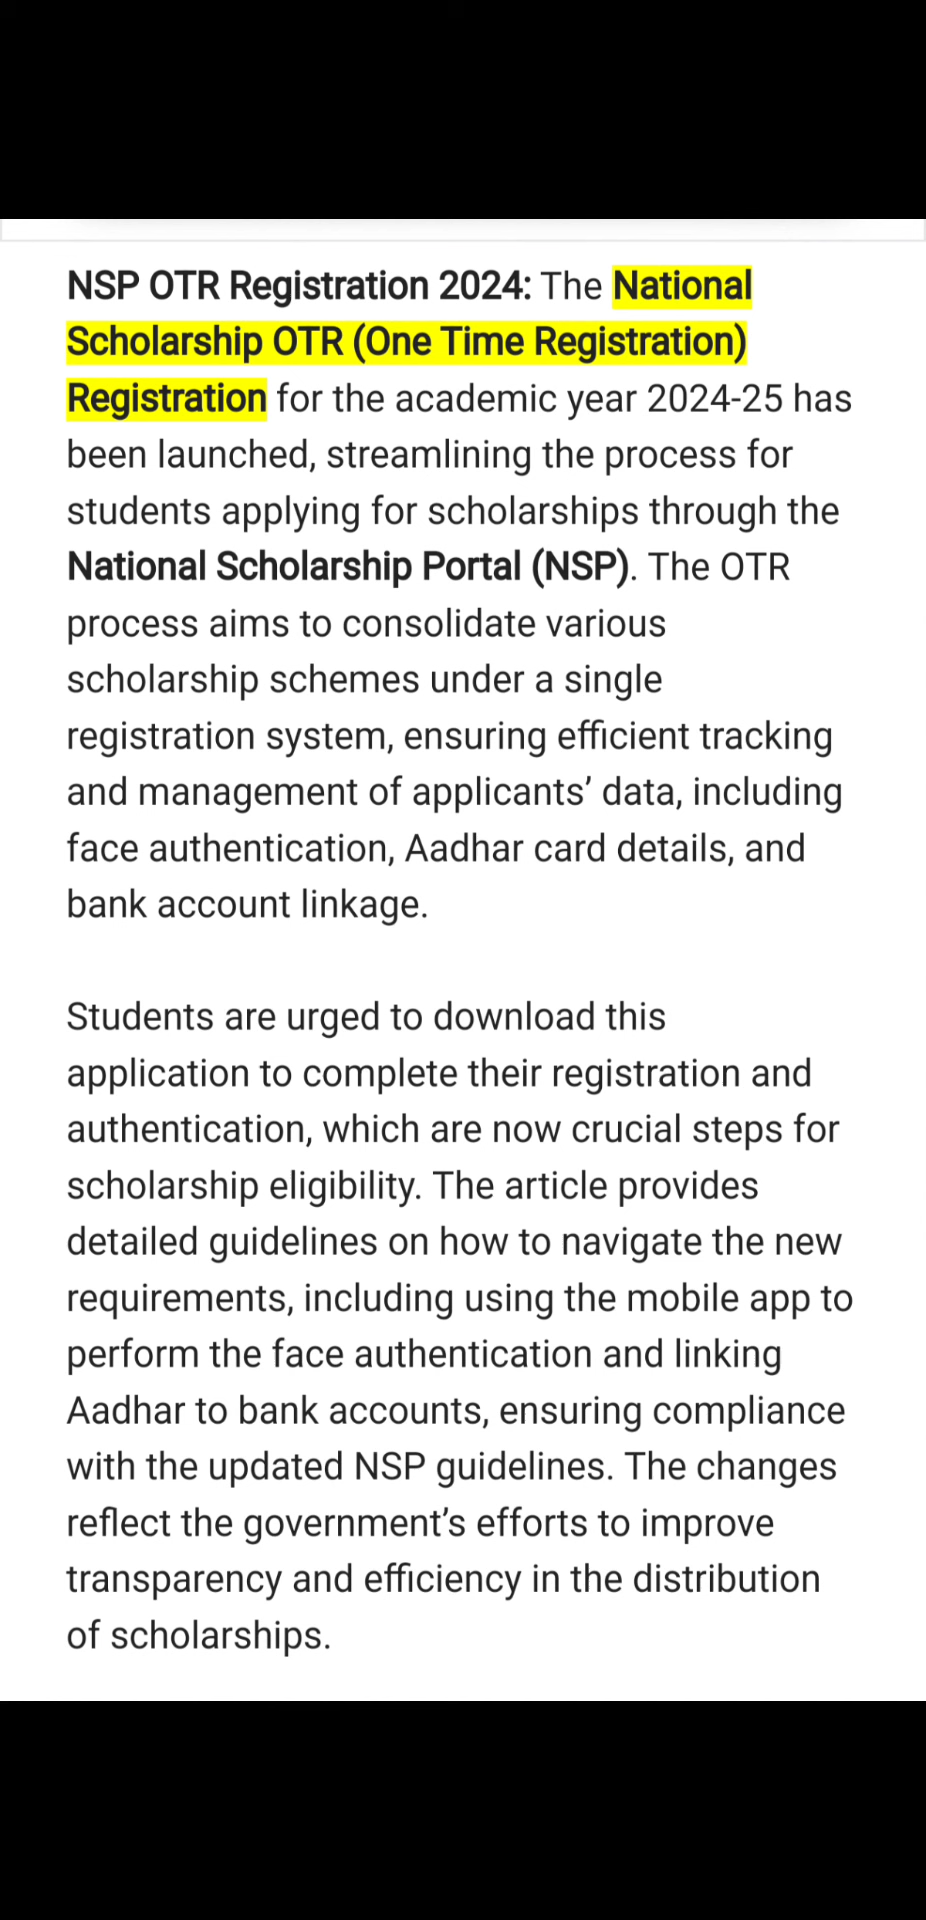 NSP OTR Registration 2024: The National
Scholarship OTR (One Time Registration)
Registration for the academic year 2024-25 has
been launched, streamlining the process for
students applying for scholarships through the
National Scholarship Portal (NSP). The OTR
process aims to consolidate various
scholarship schemes under a single
registration system, ensuring efficient tracking
and management of applicants’ data, including
face authentication, Aadhar card details, and
bank account linkage.
Students are urged to download this
application to complete their registration and
authentication, which are now crucial steps for
scholarship eligibility. The article provides
detailed guidelines on how to navigate the new
requirements, including using the mobile app to
perform the face authentication and linking
Aadhar to bank accounts, ensuring compliance
with the updated NSP guidelines. The changes
reflect the government’s efforts to improve
transparency and efficiency in the distribution
of scholarships.